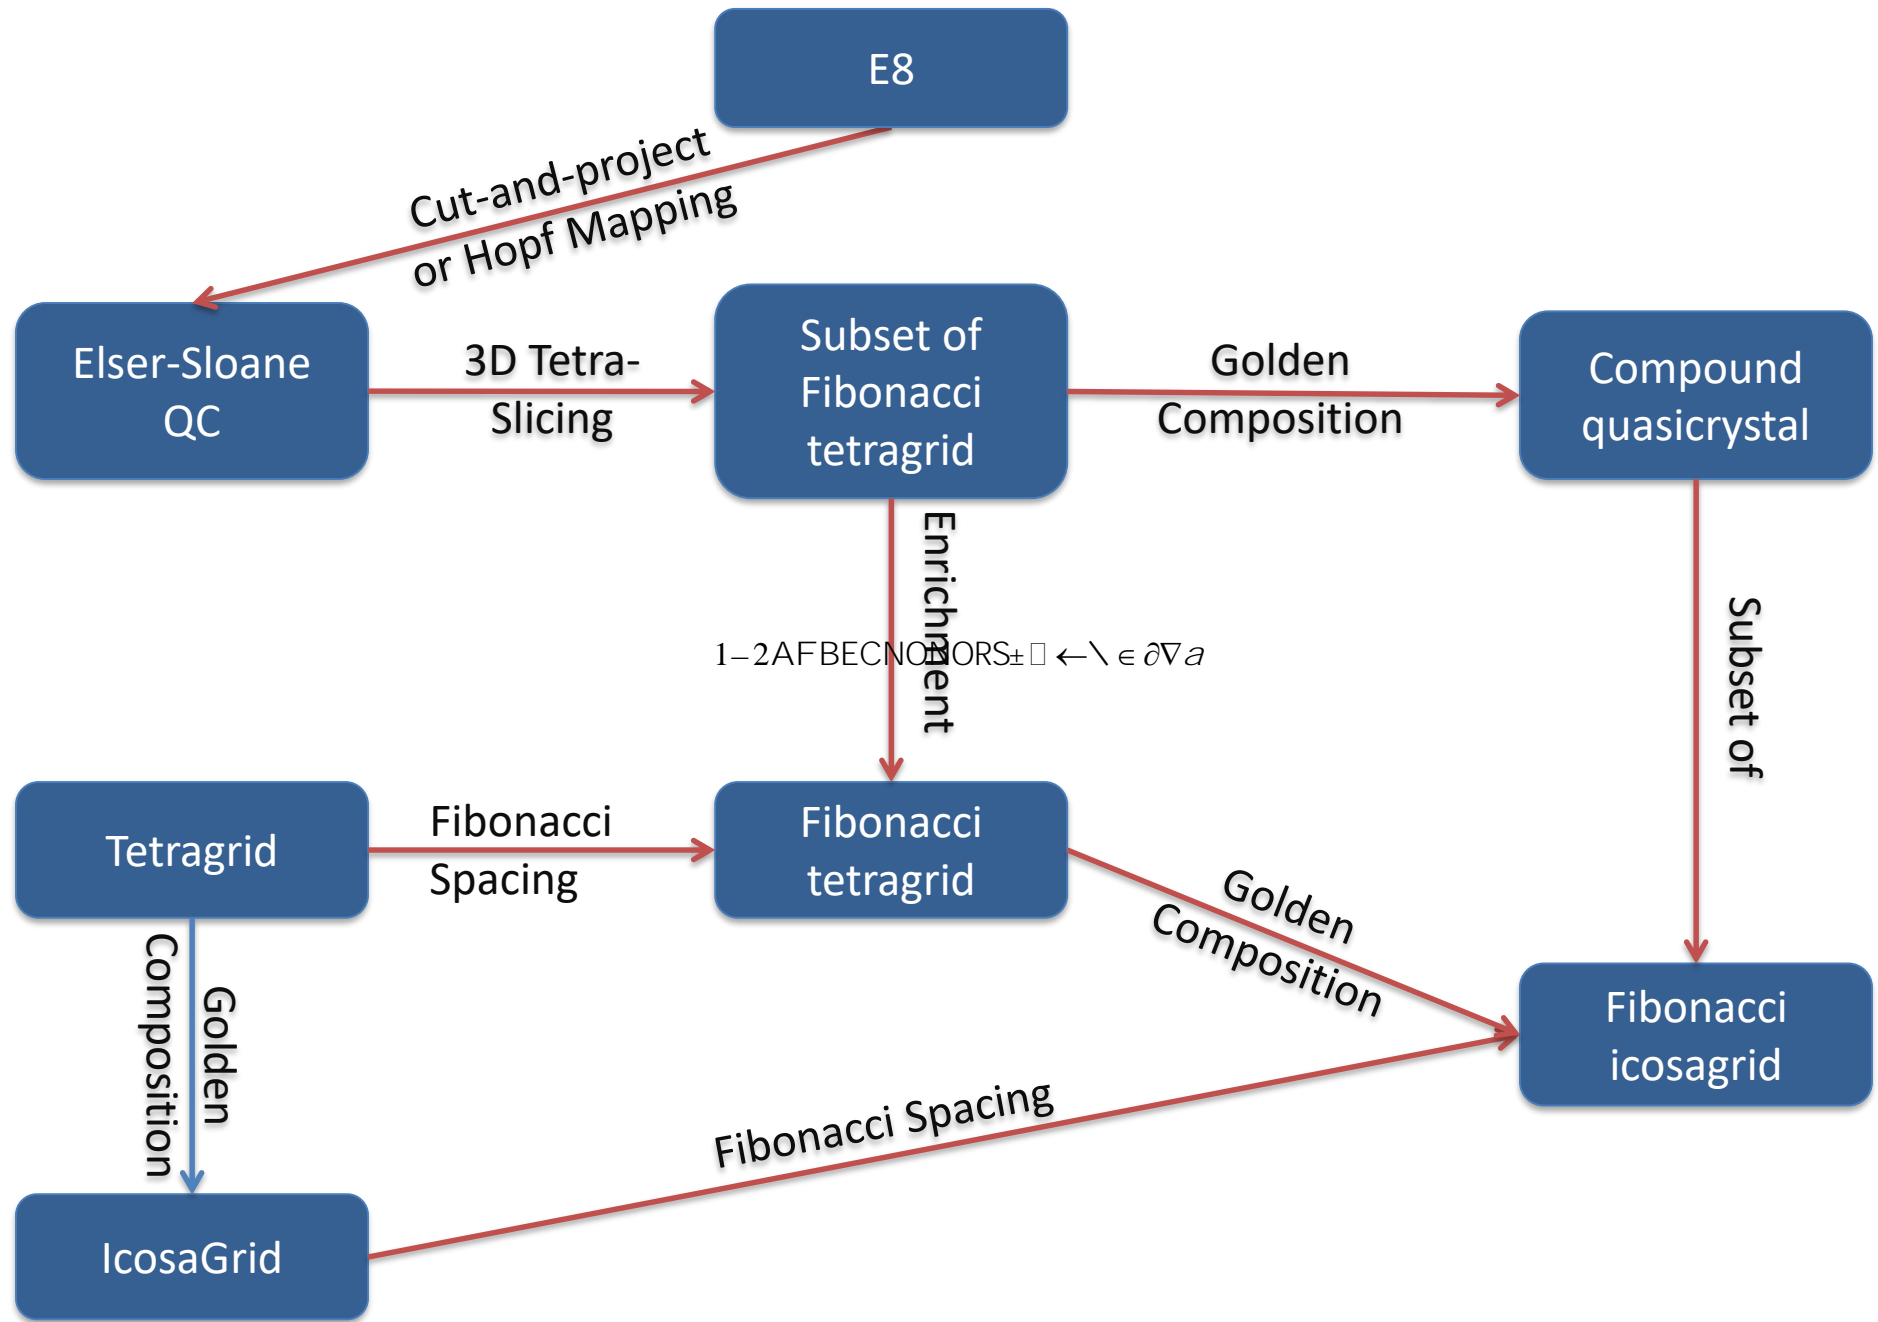 E8
Cut-and-project
or Hopf Mapping
Elser-Sloane
QC
3D Tetra-
Slicing
Subset of
Fibonacci
tetragrid
Golden
Composition
Compound
quasicrystal
Enrichment
1–2AFBECNONORS±□ ←∖ ∈ ∂∇a
Subset of
Tetragrid
Fibonacci
Spacing
Fibonacci
tetragrid
Golden
Composition
Golden
Composition
Fibonacci
icosagrid
Fibonacci Spacing
IcosaGrid